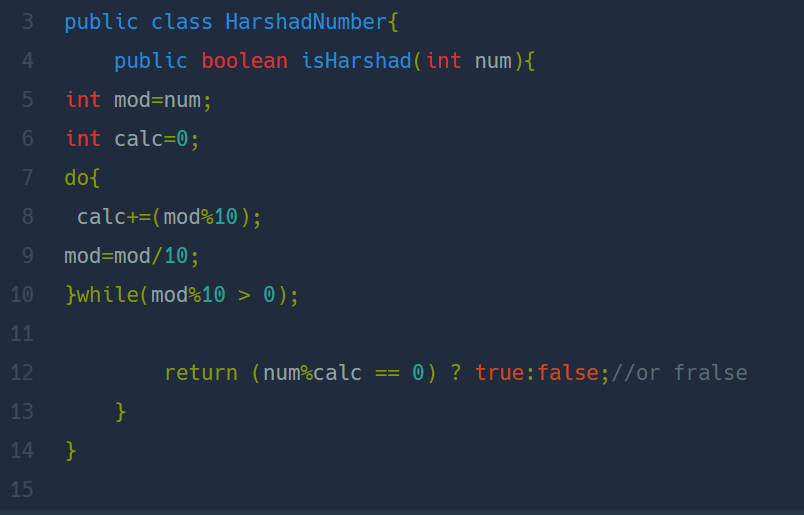 3 public class HarshadNumber{
4     public boolean isHarshad(int num){
5 int mod=num;
6 int calc=0;
7 do{
8  calc+=(mod%10);
9 mod=mod/10;
10 }while(mod%10 > 0);
11
12         return (num%calc == 0) ? true:false;//or fralse
13     }
14 }
15